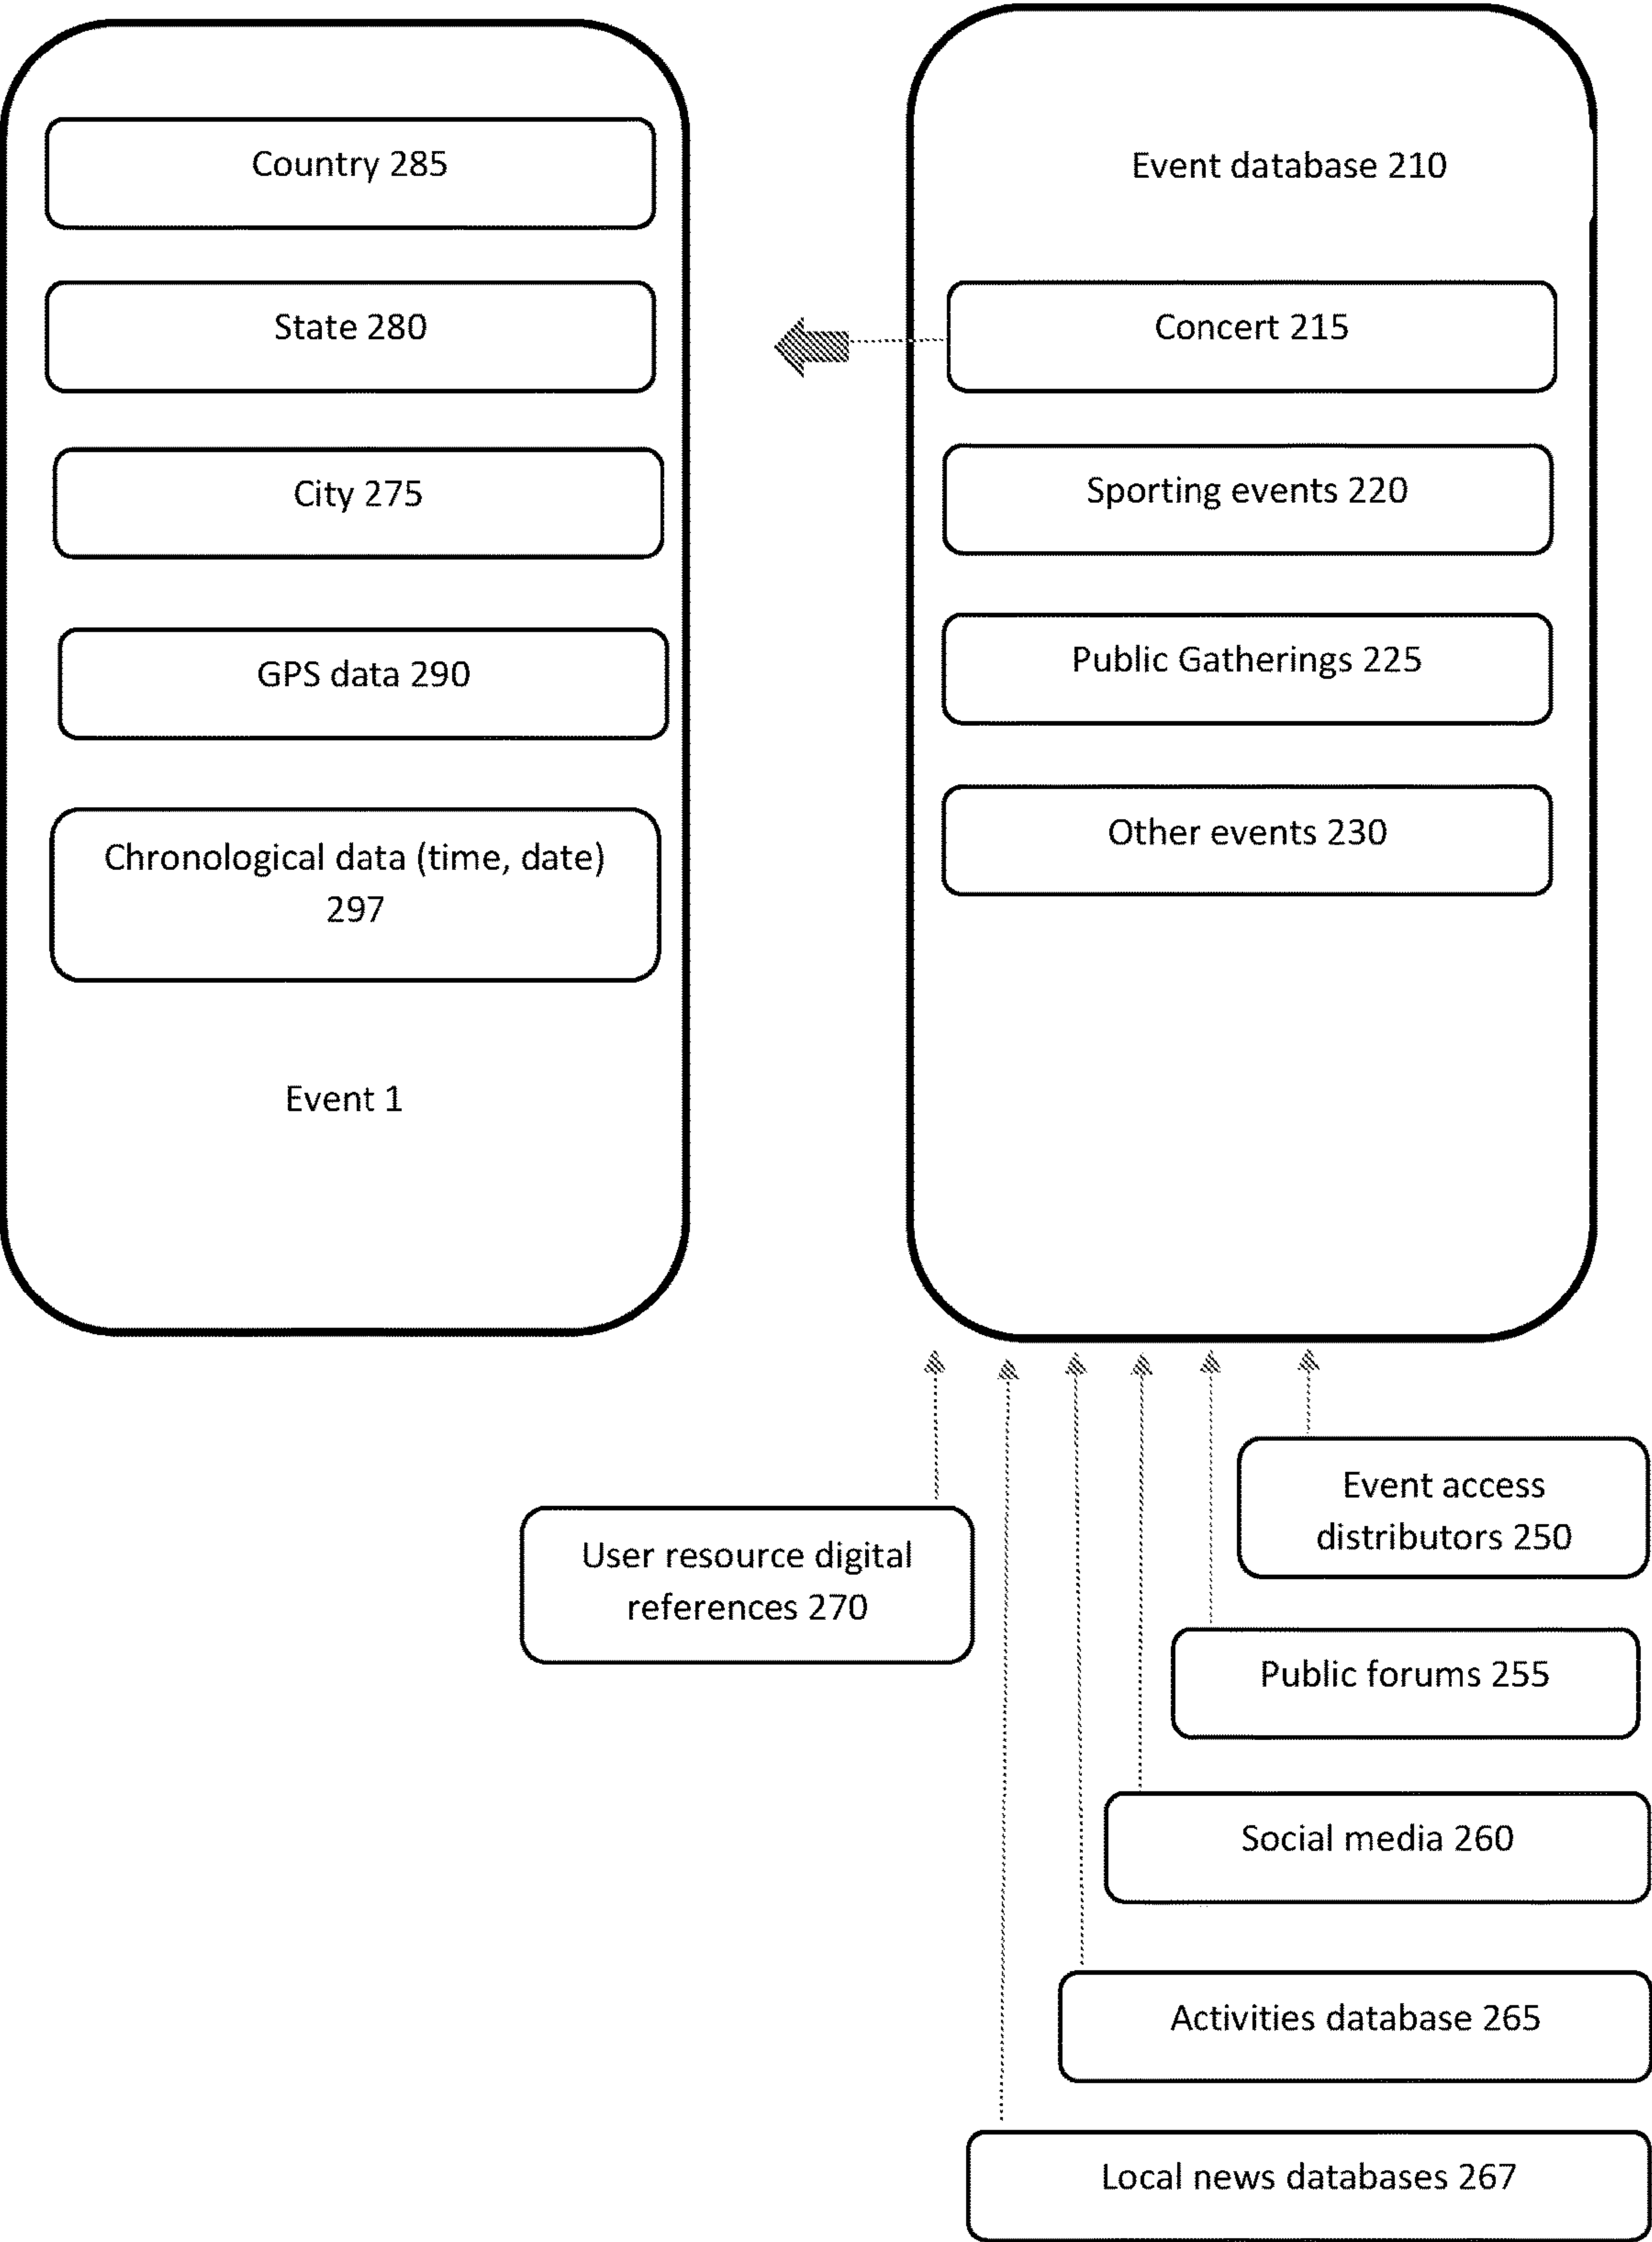 Country 285
State 280
City 275
GPS data 290
Chronological data (time, date)
297
Event 1
Event database 210
Concert 215
Sporting events 220
Public Gatherings 225
Other events 230
Event access
distributors 250
User resource digital
references 270
Public forums 255
Social media 260
Activities database 265
Local news databases 267